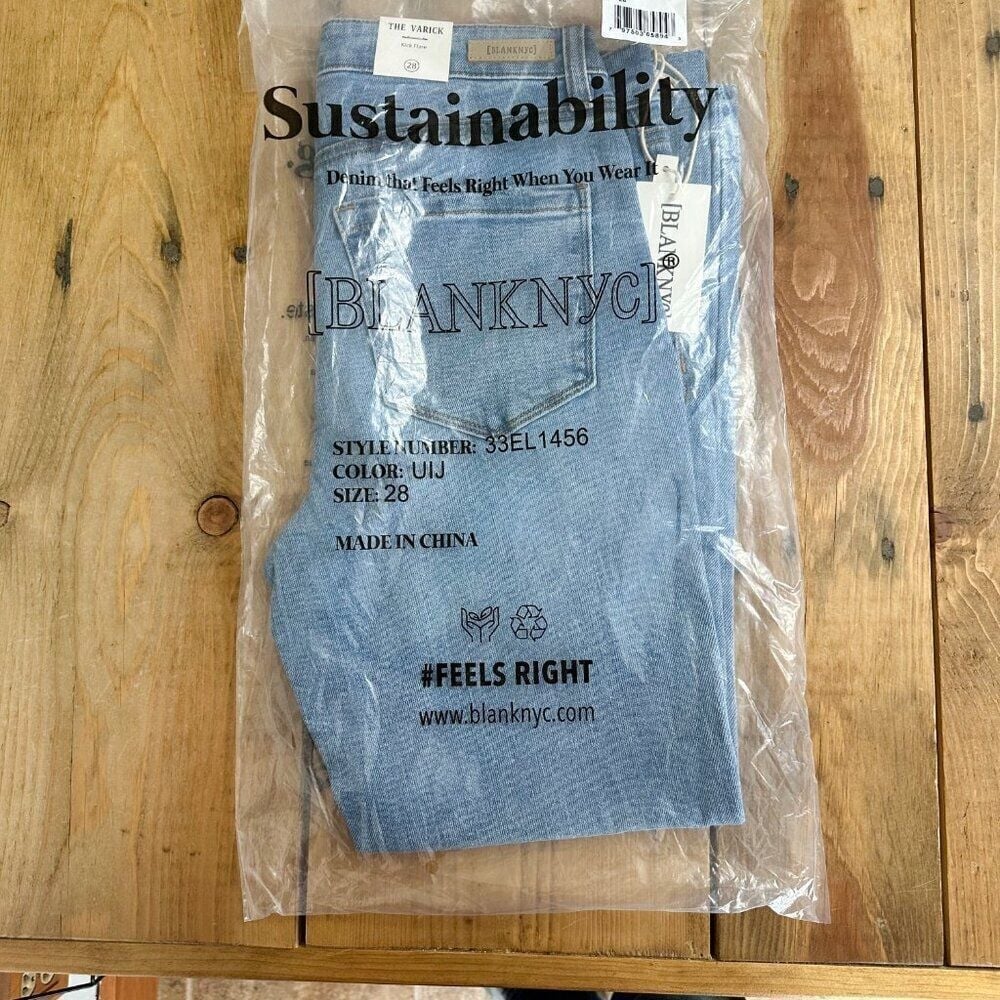 THE VARICK
Kick Flare
28
[BLANKNYC]
28
Sustainability
Denim that Feels Right When You Wear It
[BLANKNYC]
[BLANKNYC]®
STYLE NUMBER: 33EL1456
COLOR: UIJ
SIZE: 28
MADE IN CHINA
#FEELS RIGHT
www.blanknyc.com